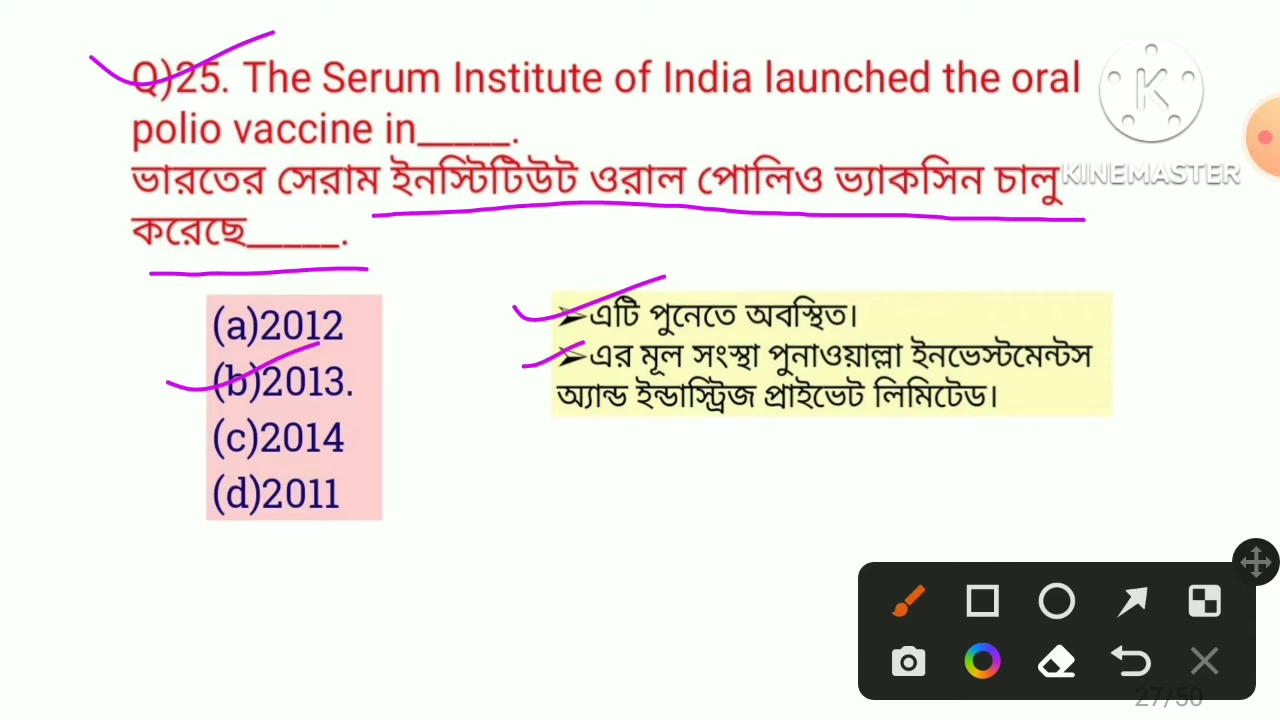 Q)25. The Serum Institute of India launched the oral
polio vaccine in_____.
ভারতের সেরাম ইনস্টিটিউট ওরাল পোলিও ভ্যাকসিন চালু
করেছে_____.
K
KINEMASTER
(a)2012
(b)2013.
(c)2014
(d)2011
➢এটি পুনেতে অবস্থিত।
➢এর মূল সংস্থা পুনাওয়াল্লা ইনভেস্টমেন্টস
অ্যান্ড ইন্ডাস্ট্রিজ প্রাইভেট লিমিটেড।
27/50